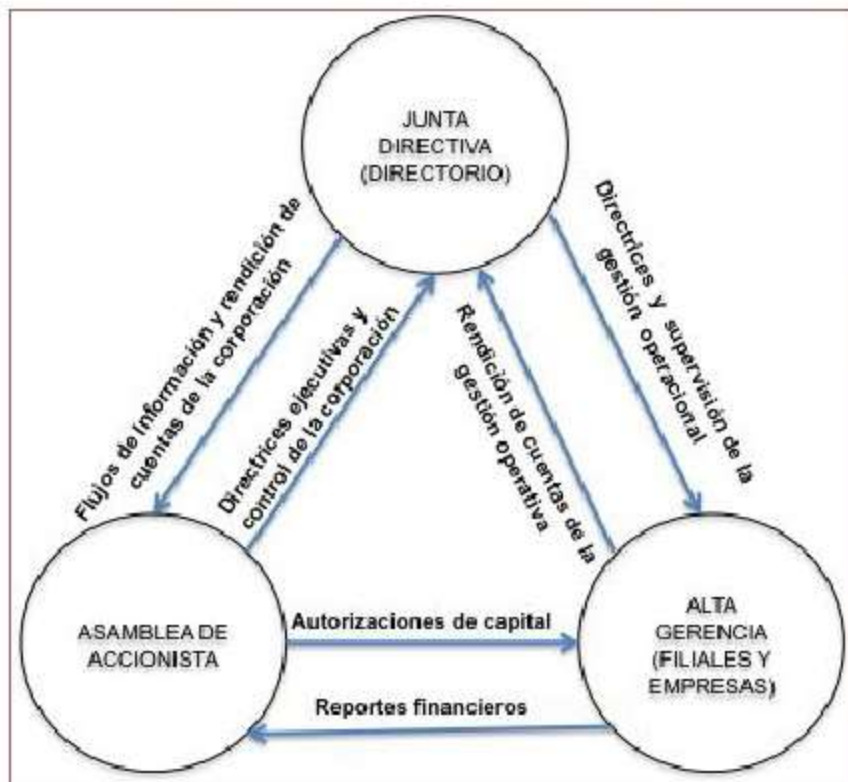 JUNTA
DIRECTIVA
(DIRECTORIO)
Flujos de información y rendición de
cuentas de la corporación
Directrices ejecutivas y
control de la corporación
Rendición de cuentas de la
gestión operativa
Directrices y supervisión de la
gestión operacional
ASAMBLEA DE
ACCIONISTA
Autorizaciones de capital
Reportes financieros
ALTA
GERENCIA
(FILIALES Y
EMPRESAS)